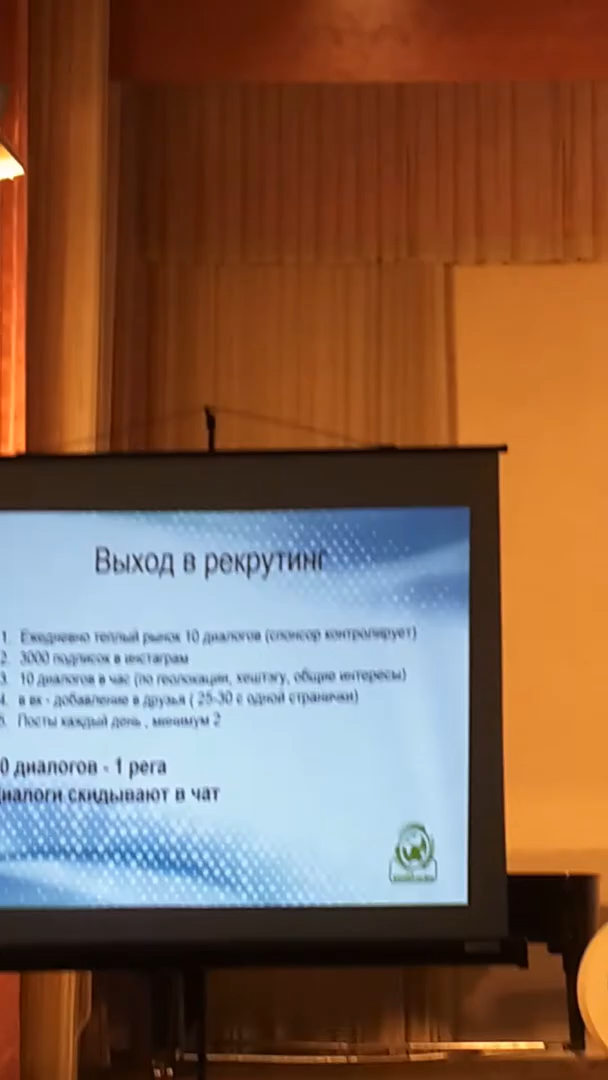 Выход в рекрутинг
1. Ежедневно теплый рынок 10 диалогов (спонсор контролирует)
2. 3000 подписок в инстаграм
3. 10 диалогов в час (по геолокации, хештэгу, общие интересы)
4. в вк - добавление в друзья ( 25-30 с одной странички)
5. Посты каждый день , минимум 2
0 диалогов - 1 рега
диалоги скидывают в чат